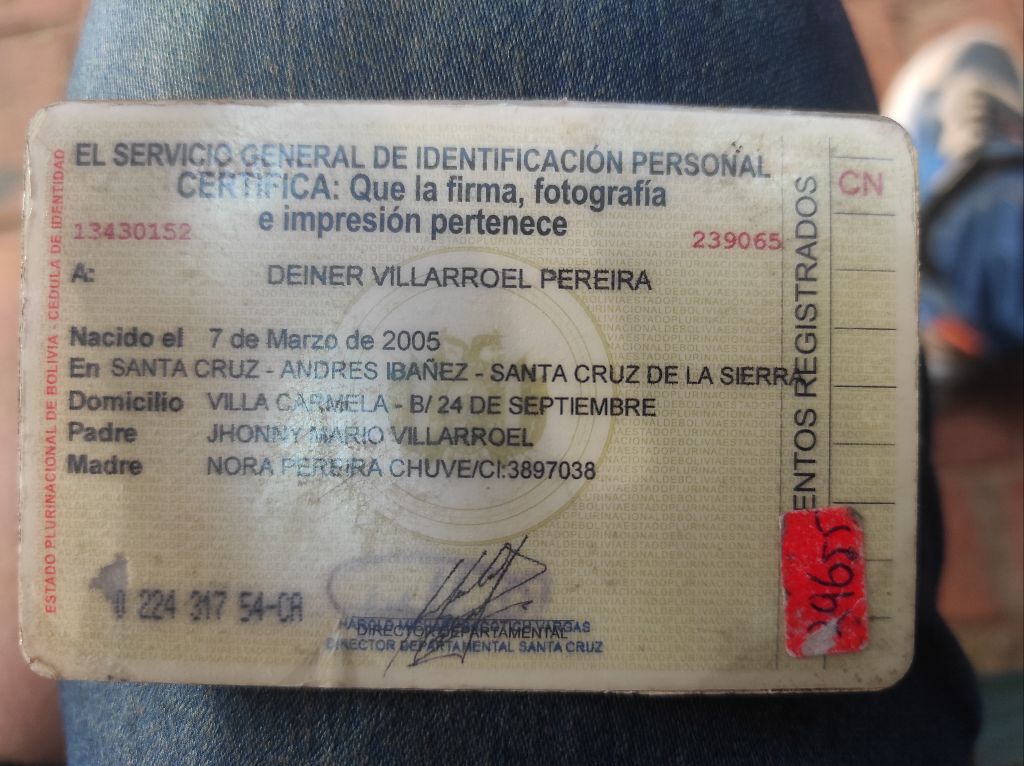 EL SERVICIO GENERAL DE IDENTIFICACIÓN PERSONAL
CERTIFICA: Que la firma, fotografía
e impresión pertenece
13430152
239065
A: DEINER VILLARROEL PEREIRA
Nacido el 7 de Marzo de 2005
En SANTA CRUZ - ANDRES IBAÑEZ - SANTA CRUZ DE LA SIERRA
Domicilio VILLA CARMELA - B/ 24 DE SEPTIEMBRE
Padre JHONNY MARIO VILLARROEL
Madre NORA PEREIRA CHUVE/CI:3897038
224 317 54-CA
VARGAS
DIRECTOR DEPARTAMENTAL
DIRECTOR DEPARTAMENTAL SANTA CRUZ
ESTADO PLURINACIONAL DE BOLIVIA - CEDULA DE IDENTIDAD
REGISTRADOS
CN